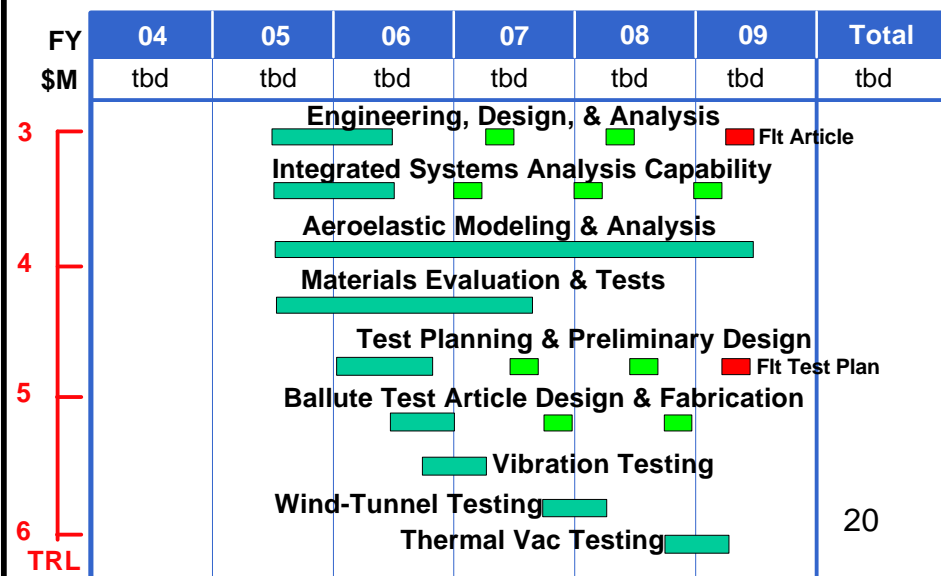 FY 04 05 06 07 08 09 Total
$M tbd tbd tbd tbd tbd tbd tbd
Engineering, Design, & Analysis
3
Flt Article
Integrated Systems Analysis Capability
Aeroelastic Modeling & Analysis
4
Materials Evaluation & Tests
Test Planning & Preliminary Design
Flt Test Plan
5
Ballute Test Article Design & Fabrication
Vibration Testing
Wind-Tunnel Testing
20
6
Thermal Vac Testing
TRL